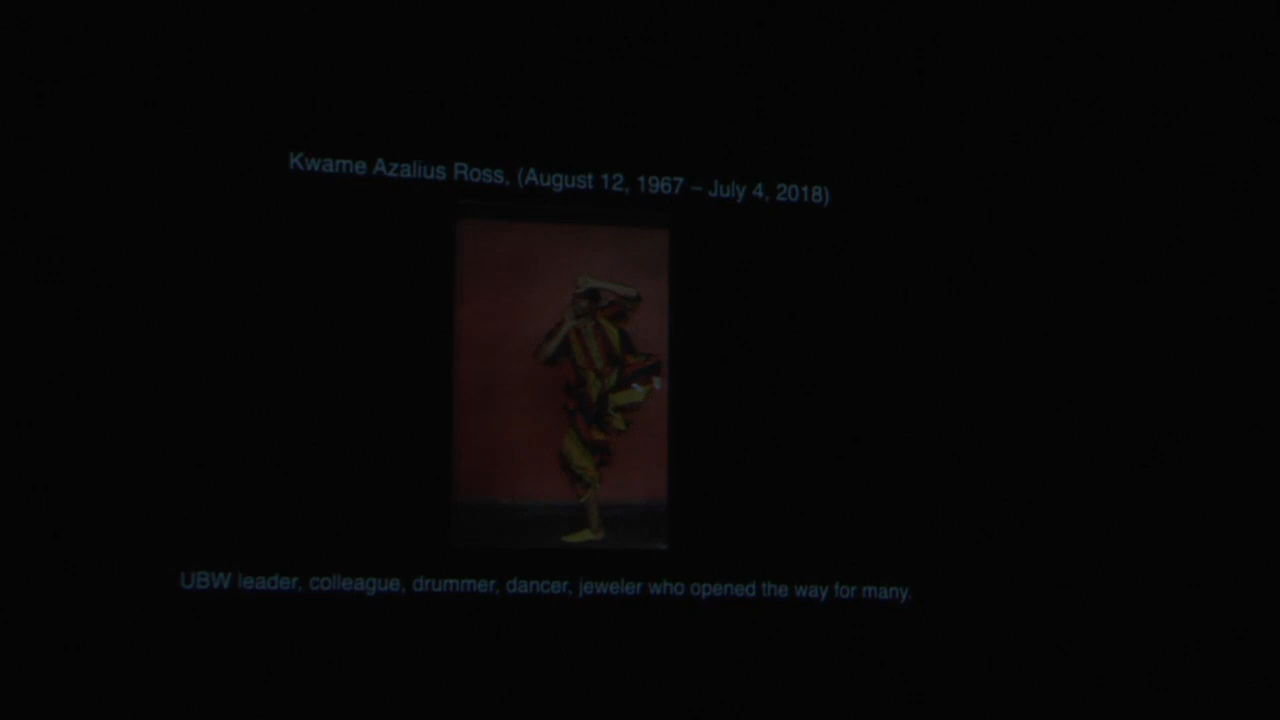 Kwame Azalius Ross, (August 12, 1967 – July 4, 2018)
UBW leader, colleague, drummer, dancer, jeweler who opened the way for many.